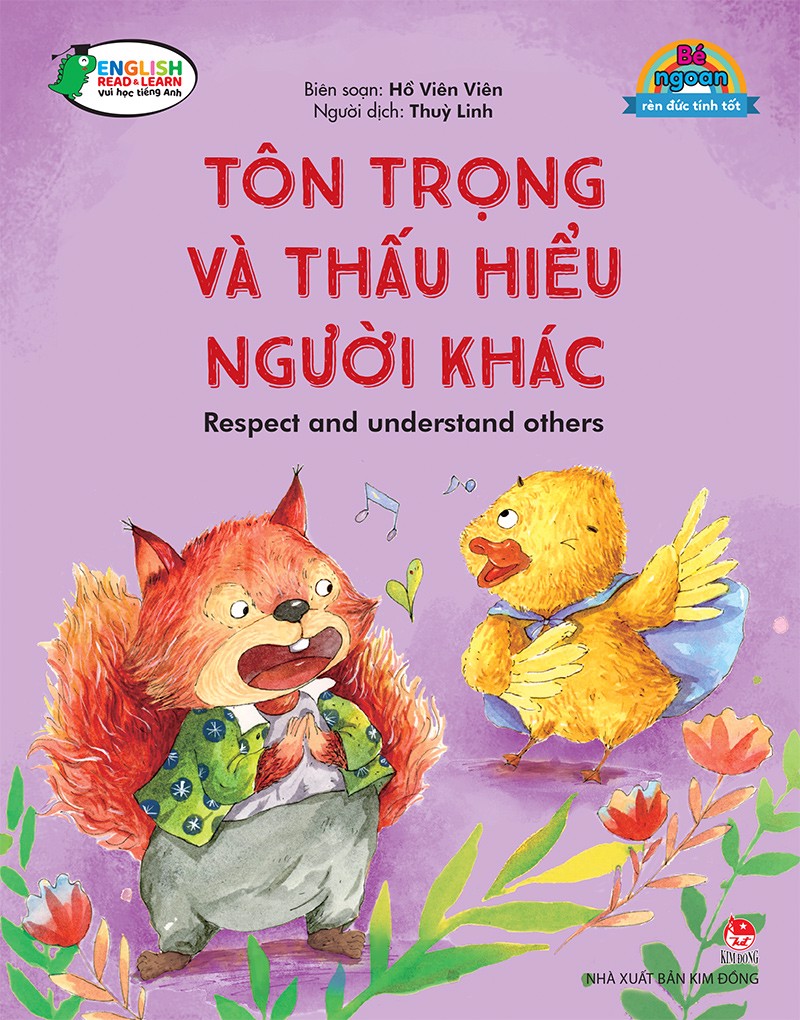 ENGLISH
READ & LEARN
Vui học tiếng Anh
Biên soạn: Hồ Viên Viên
Người dịch: Thuỳ Linh
Bé
ngoan
rèn đức tính tốt
TÔN TRỌNG
VÀ THẤU HIỂU
NGƯỜI KHÁC
Respect and understand others
KIM ĐỒNG
NHÀ XUẤT BẢN KIM ĐỒNG